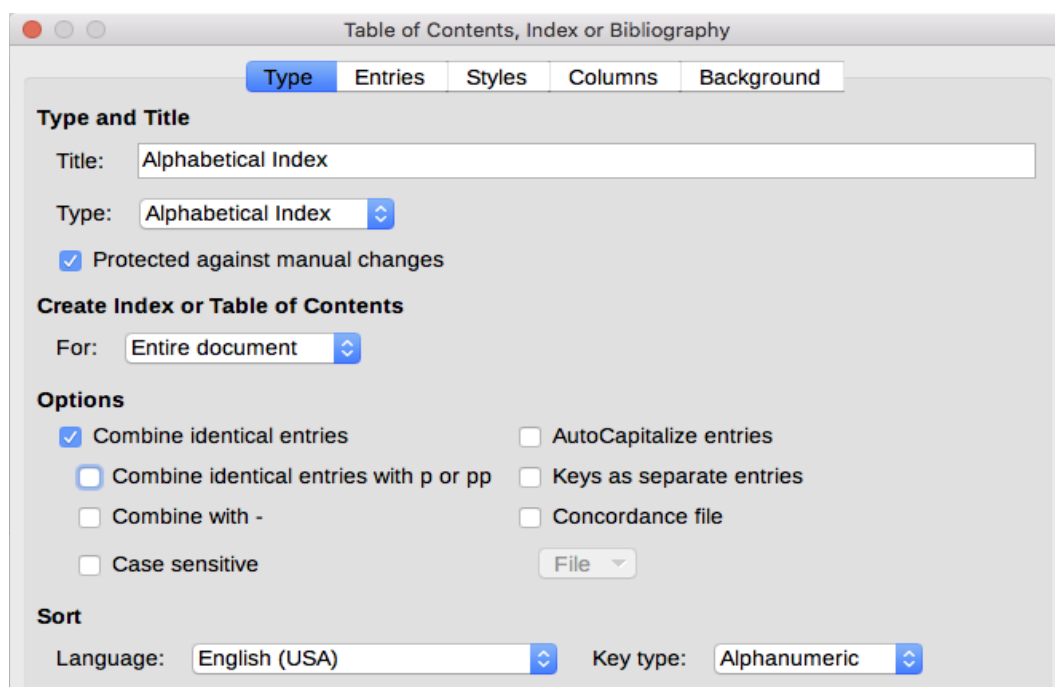 Table of Contents, Index or Bibliography
Type Entries Styles Columns Background
Type and Title
Title: Alphabetical Index
Type: Alphabetical Index
Protected against manual changes
Create Index or Table of Contents
For: Entire document
Options
Combine identical entries AutoCapitalize entries
Combine identical entries with p or pp Keys as separate entries
Combine with - Concordance file
Case sensitive File
Sort
Language: English (USA) Key type: Alphanumeric